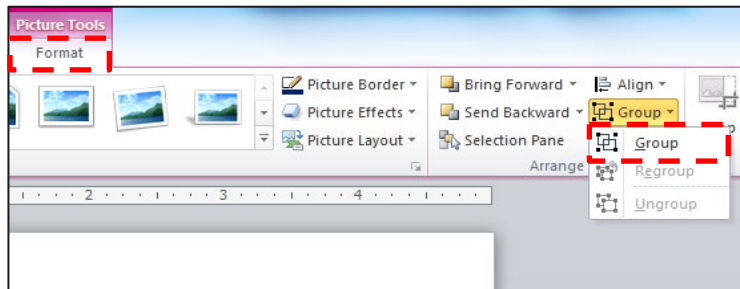 Picture Tools
Format
Picture Border
Bring Forward
Align
Picture Effects
Send Backward
Group
Picture Layout
Selection Pane
Group
Arrange
Regroup
Ungroup
2
3
4